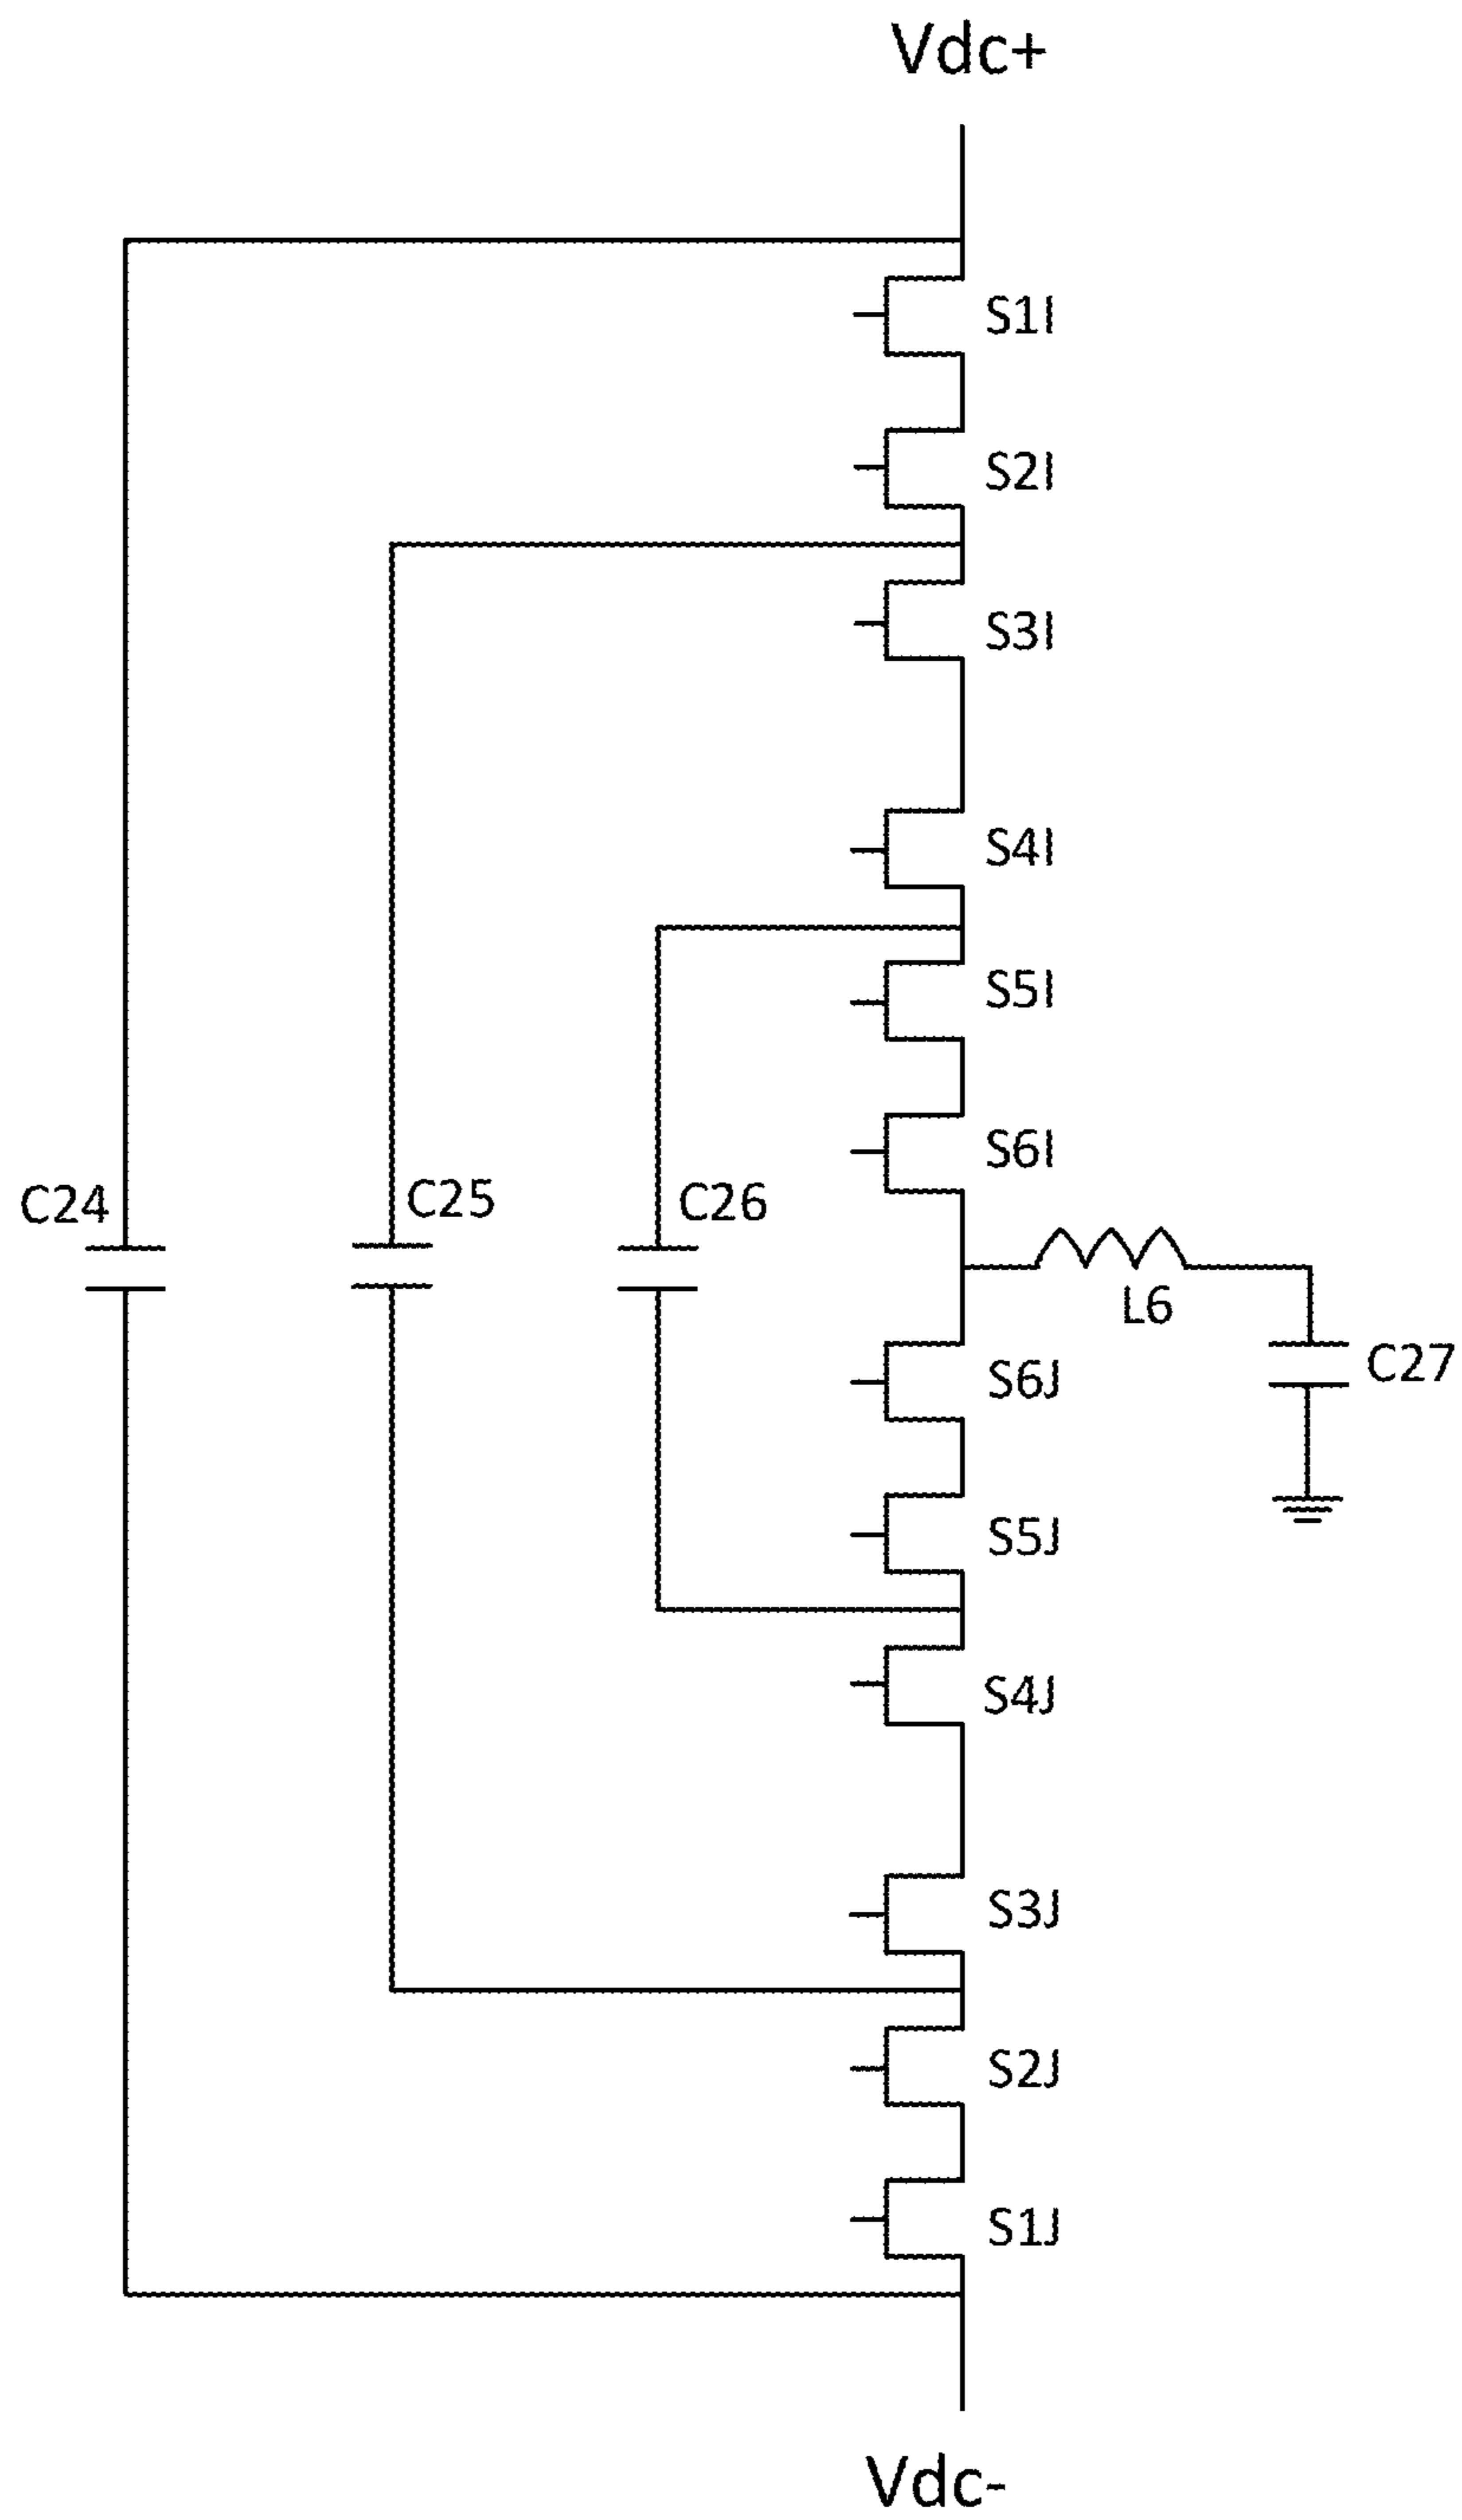 Vdc+
S1I
S2I
S3I
S4I
S5I
S6I
C24
C25
C26
L6
C27
S6J
S5J
S4J
S3J
S2J
S1J
Vdc-